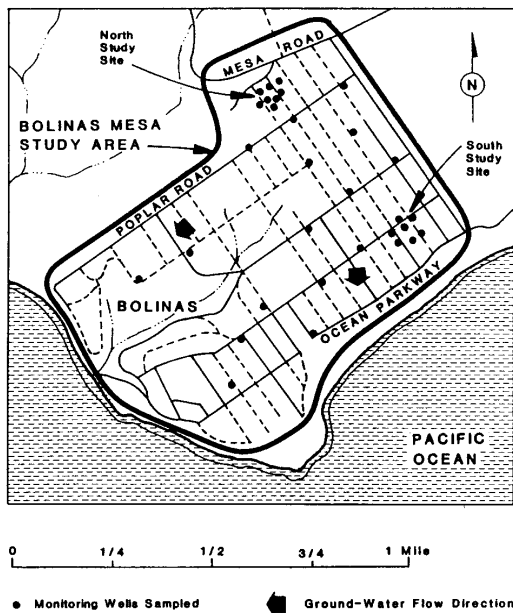 North
Study
Site
MESA ROAD
N
BOLINAS MESA
STUDY AREA
South
Study
Site
POPLAR ROAD
BOLINAS
OCEAN PARKWAY
PACIFIC
OCEAN
0 1/4 1/2 3/4 1 Mile
Monitoring Wells Sampled Ground-Water Flow Direction